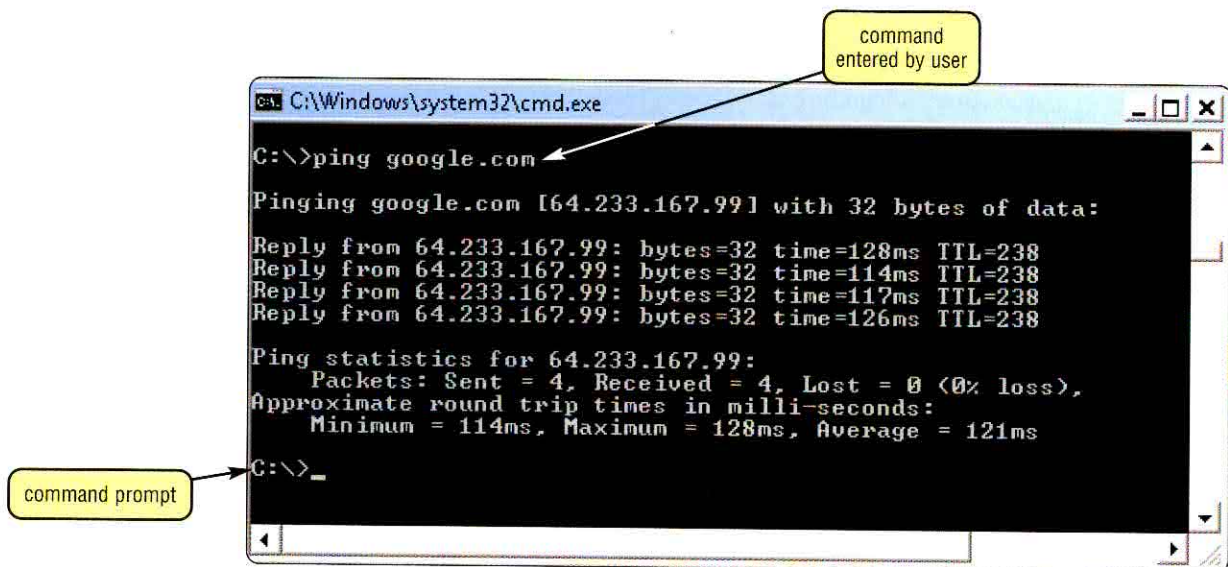 command
entered by user
C:\Windows\system32\cmd.exe
C:\>ping google.com
Pinging google.com [64.233.167.99] with 32 bytes of data:
Reply from 64.233.167.99: bytes=32 time=128ms TTL=238
Reply from 64.233.167.99: bytes=32 time=114ms TTL=238
Reply from 64.233.167.99: bytes=32 time=117ms TTL=238
Reply from 64.233.167.99: bytes=32 time=126ms TTL=238
Ping statistics for 64.233.167.99:
Packets: Sent = 4, Received = 4, Lost = 0 (0% loss),
Approximate round trip times in milli-seconds:
Minimum = 114ms, Maximum = 128ms, Average = 121ms
C:\>_
command prompt